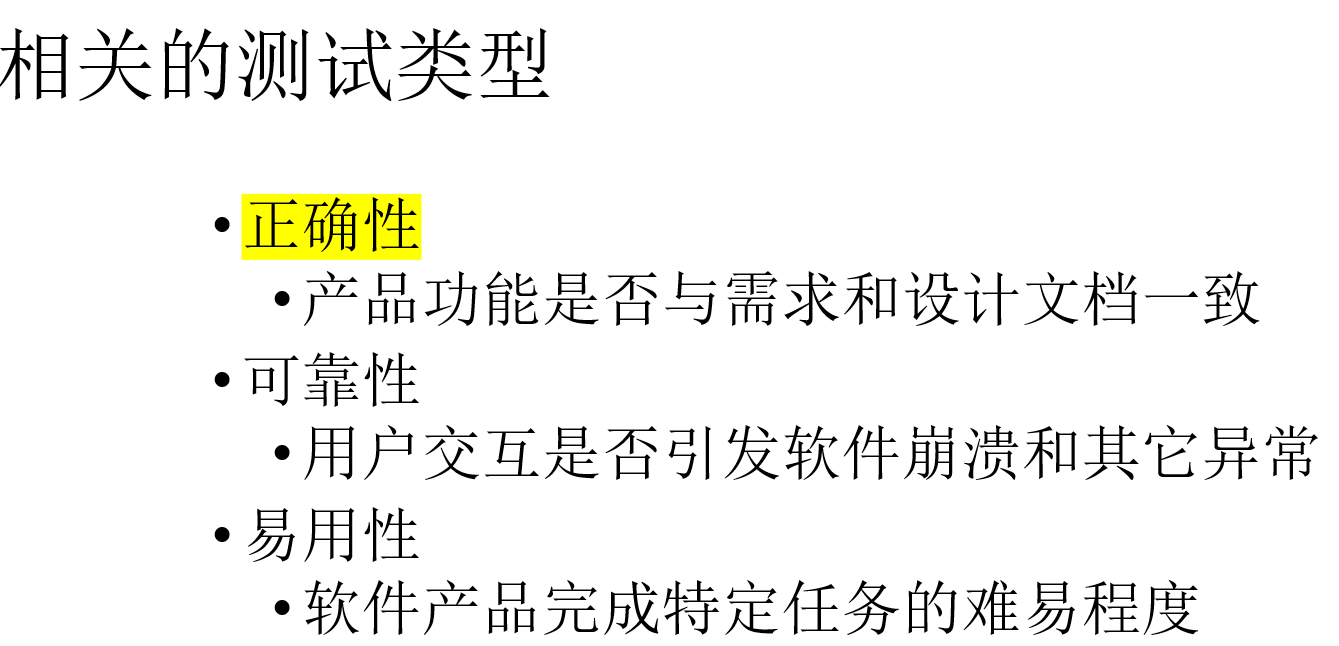 相关的测试类型
•正确性
•产品功能是否与需求和设计文档一致
•可靠性
•用户交互是否引发软件崩溃和其它异常
•易用性
•软件产品完成特定任务的难易程度